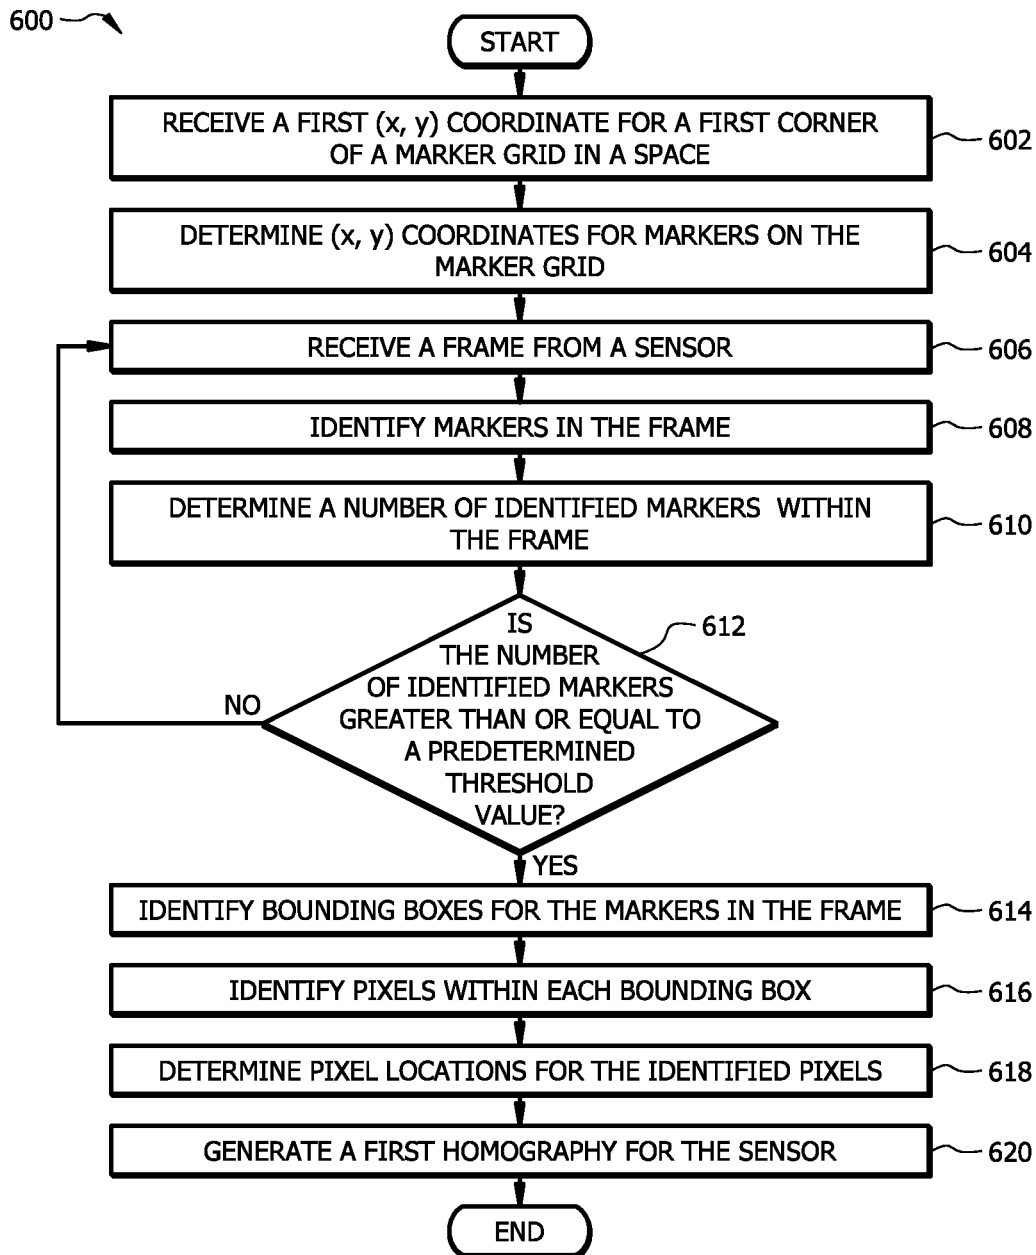 600
START
RECEIVE A FIRST (x, y) COORDINATE FOR A FIRST CORNER
OF A MARKER GRID IN A SPACE
602
DETERMINE (x, y) COORDINATES FOR MARKERS ON THE
MARKER GRID
604
RECEIVE A FRAME FROM A SENSOR
606
IDENTIFY MARKERS IN THE FRAME
608
DETERMINE A NUMBER OF IDENTIFIED MARKERS WITHIN
THE FRAME
610
IS
THE NUMBER
OF IDENTIFIED MARKERS
GREATER THAN OR EQUAL TO
A PREDETERMINED
THRESHOLD
VALUE?
612
NO
YES
IDENTIFY BOUNDING BOXES FOR THE MARKERS IN THE FRAME
614
IDENTIFY PIXELS WITHIN EACH BOUNDING BOX
616
DETERMINE PIXEL LOCATIONS FOR THE IDENTIFIED PIXELS
618
GENERATE A FIRST HOMOGRAPHY FOR THE SENSOR
620
END